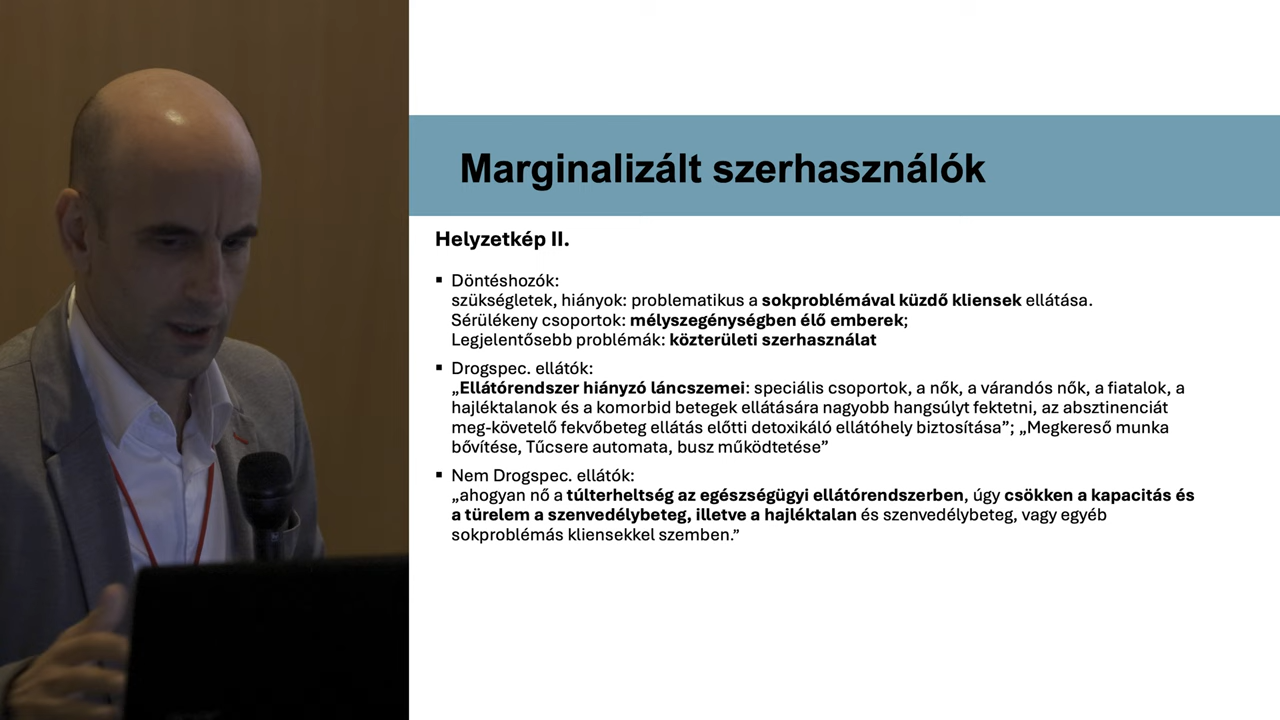 Marginalizált szerhasználók
Helyzetkép II.
▪ Döntéshozók:
szükségletek, hiányok: problematikus a sokproblémával küzdő kliensek ellátása.
Sérülékeny csoportok: mélyszegénységben élő emberek;
Legjelentősebb problémák: közterületi szerhasználat
▪ Drogspec. ellátók:
„Ellátórendszer hiányzó láncszemei: speciális csoportok, a nők, a várandós nők, a fiatalok, a
hajléktalanok és a komorbid betegek ellátására nagyobb hangsúlyt fektetni, az absztinenciát
meg-követelő fekvőbeteg ellátás előtti detoxikáló ellátóhely biztosítása”; „Megkereső munka
bővítése, Tűcsere automata, busz működtetése”
▪ Nem Drogspec. ellátók:
„ahogyan nő a túlterheltség az egészségügyi ellátórendszerben, úgy csökken a kapacitás és
a türelem a szenvedélybeteg, illetve a hajléktalan és szenvedélybeteg, vagy egyéb
sokproblémás kliensekkel szemben.”